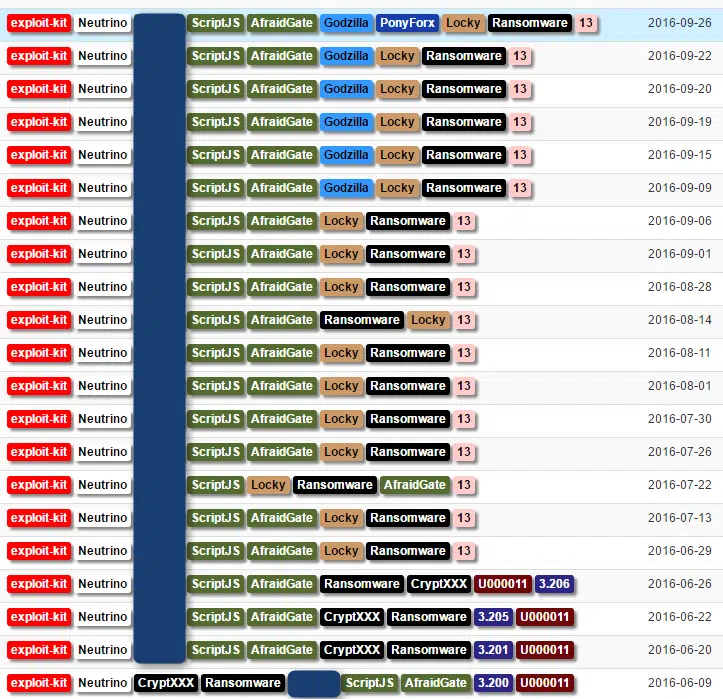 exploit-kit Neutrino ScriptJS AfraidGate Godzilla PonyForx Locky Ransomware 13 2016-09-26
exploit-kit Neutrino ScriptJS AfraidGate Godzilla Locky Ransomware 13 2016-09-22
exploit-kit Neutrino ScriptJS AfraidGate Godzilla Locky Ransomware 13 2016-09-20
exploit-kit Neutrino ScriptJS AfraidGate Godzilla Locky Ransomware 13 2016-09-19
exploit-kit Neutrino ScriptJS AfraidGate Godzilla Locky Ransomware 13 2016-09-15
exploit-kit Neutrino ScriptJS AfraidGate Godzilla Locky Ransomware 13 2016-09-09
exploit-kit Neutrino ScriptJS AfraidGate Locky Ransomware 13 2016-09-06
exploit-kit Neutrino ScriptJS AfraidGate Locky Ransomware 13 2016-09-01
exploit-kit Neutrino ScriptJS AfraidGate Locky Ransomware 13 2016-08-28
exploit-kit Neutrino ScriptJS AfraidGate Ransomware Locky 13 2016-08-14
exploit-kit Neutrino ScriptJS AfraidGate Locky Ransomware 13 2016-08-11
exploit-kit Neutrino ScriptJS AfraidGate Locky Ransomware 13 2016-08-01
exploit-kit Neutrino ScriptJS AfraidGate Locky Ransomware 13 2016-07-30
exploit-kit Neutrino ScriptJS AfraidGate Locky Ransomware 13 2016-07-26
exploit-kit Neutrino ScriptJS Locky Ransomware AfraidGate 13 2016-07-22
exploit-kit Neutrino ScriptJS AfraidGate Locky Ransomware 13 2016-07-13
exploit-kit Neutrino ScriptJS AfraidGate Locky Ransomware 13 2016-06-29
exploit-kit Neutrino ScriptJS AfraidGate Ransomware CryptXXX U000011 3.206 2016-06-26
exploit-kit Neutrino ScriptJS AfraidGate CryptXXX Ransomware 3.205 U000011 2016-06-22
exploit-kit Neutrino ScriptJS AfraidGate CryptXXX Ransomware 3.201 U000011 2016-06-20
exploit-kit Neutrino CryptXXX Ransomware ScriptJS AfraidGate 3.200 U000011 2016-06-09